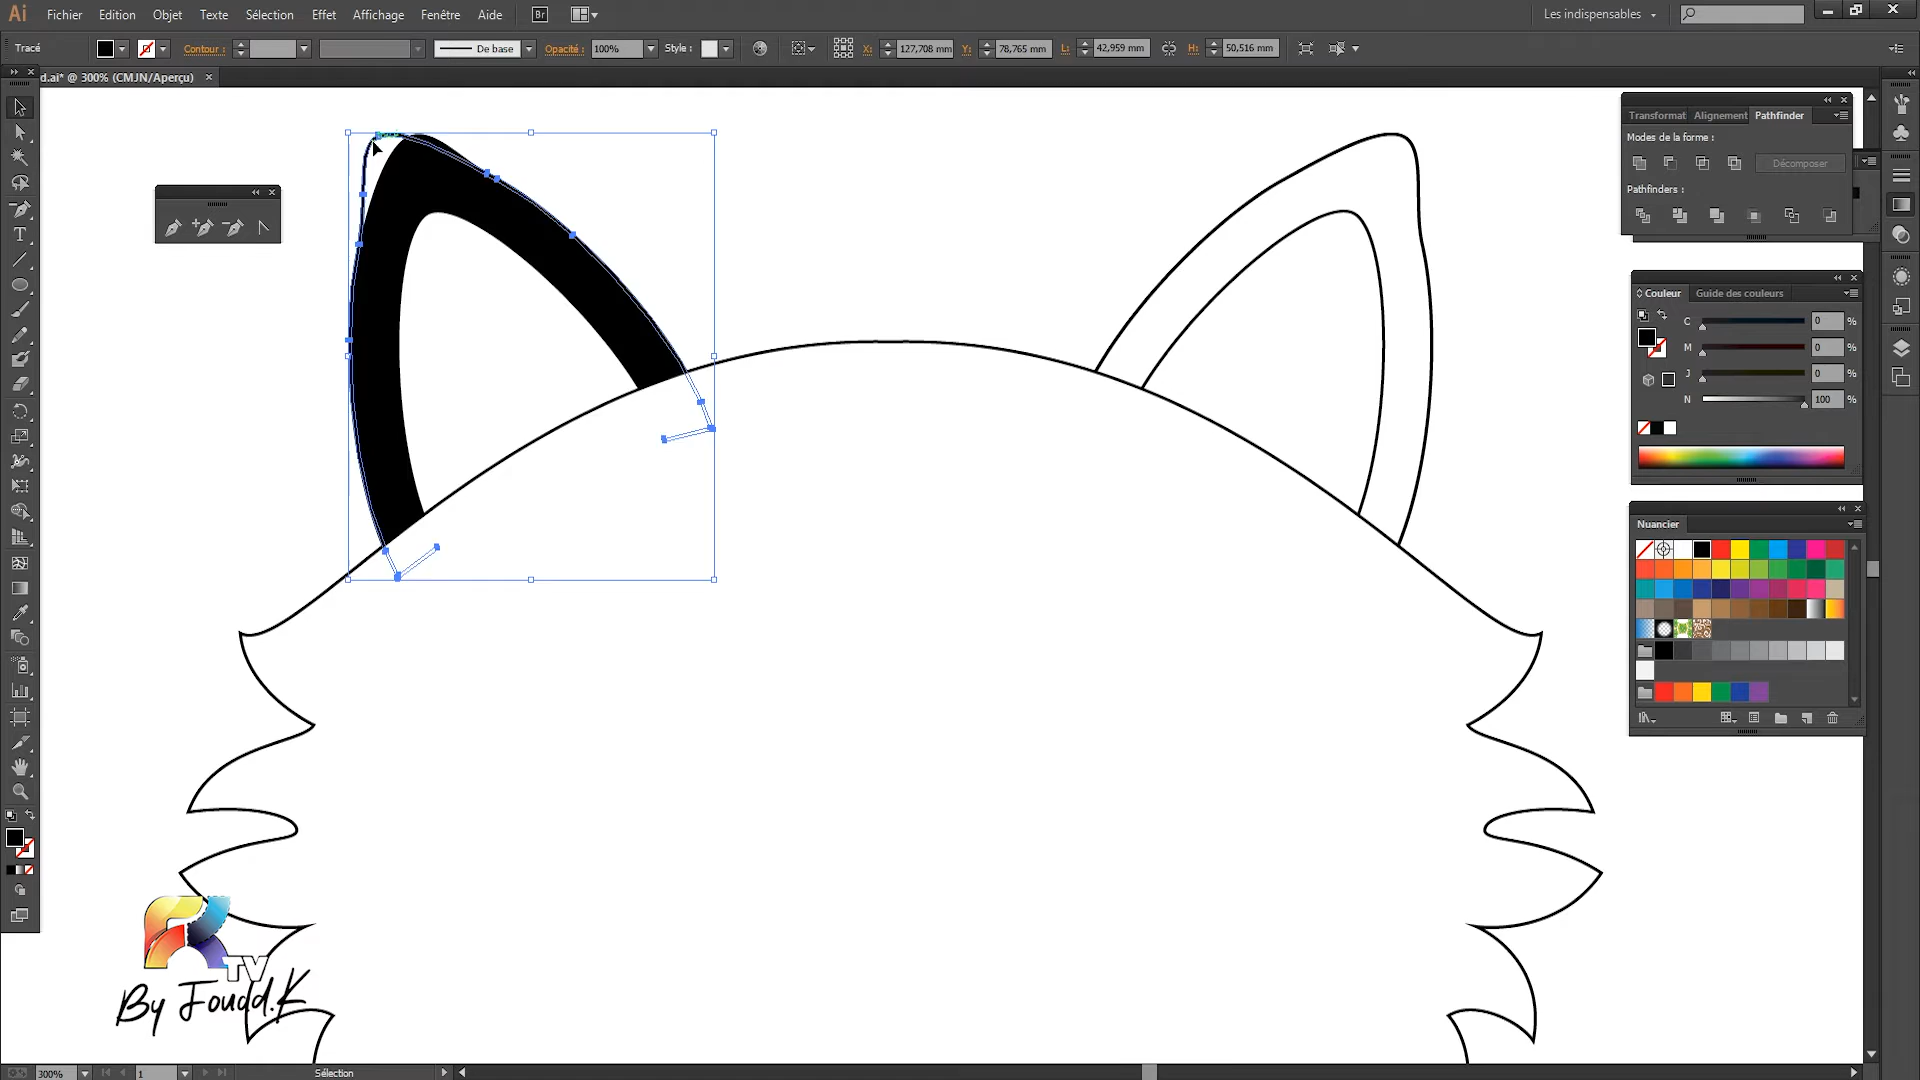 Ai Fichier Edition Objet Texte Sélection Effet Affichage Fenêtre Aide Br Les indispensables
Tracé Contour : De base Opacité : 100% Style : X: 127,708 mm Y: 78,765 mm L: 42,959 mm H: 50,516 mm
d.ai* @ 300% (CMJN/Aperçu)
Transformat Alignement Pathfinder
Modes de la forme :
Décomposer
Pathfinders :
Couleur Guide des couleurs
C 0 %
M 0 %
J 0 %
N 100 %
Nuancier
TV
By Fouad.K
300% 1 Sélection